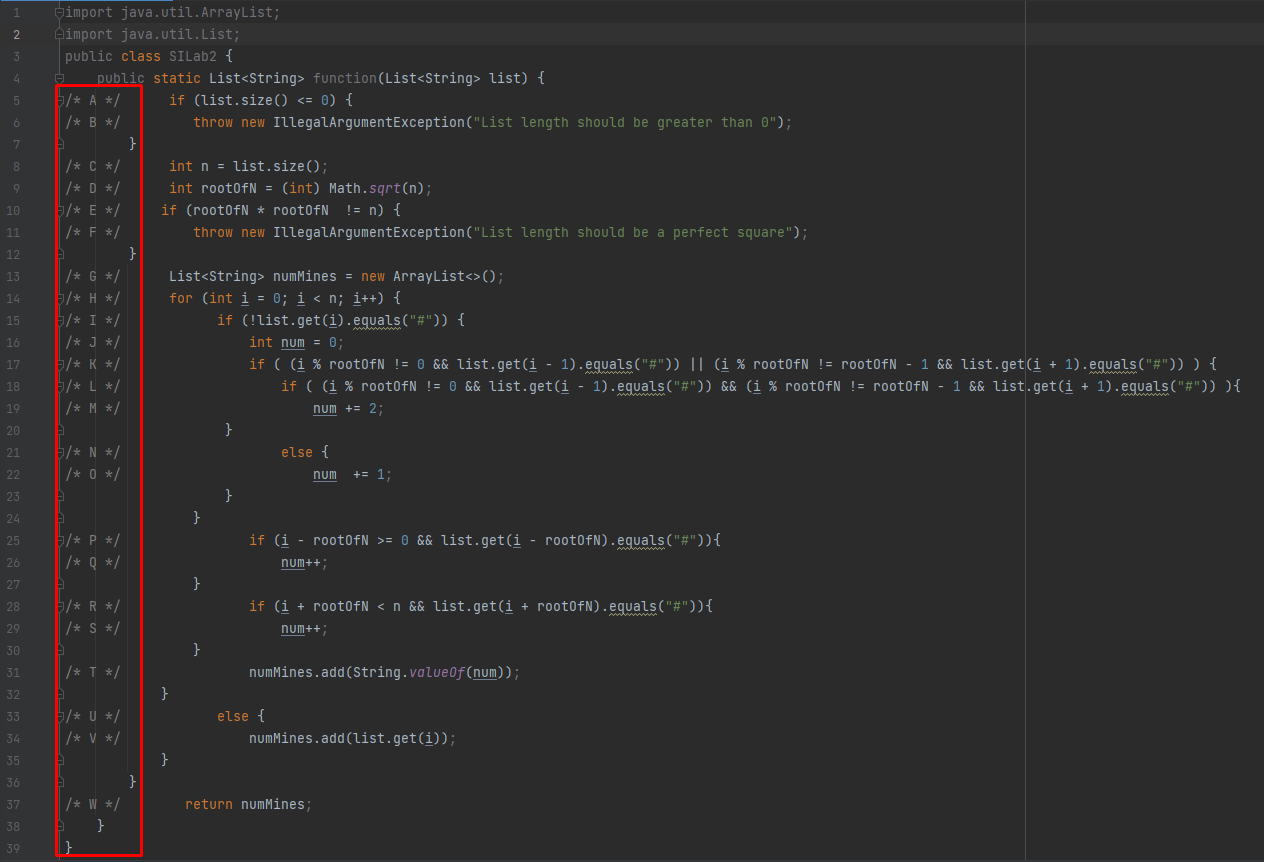 1 import java.util.ArrayList;
2 import java.util.List;
3 public class SILab2 {
4     public static List<String> function(List<String> list) {
5 /* A */      if (list.size() <= 0) {
6 /* B */         throw new IllegalArgumentException("List length should be greater than 0");
7         }
8 /* C */      int n = list.size();
9 /* D */      int rootOfN = (int) Math.sqrt(n);
10 /* E */     if (rootOfN * rootOfN  != n) {
11 /* F */         throw new IllegalArgumentException("List length should be a perfect square");
12         }
13 /* G */      List<String> numMines = new ArrayList<>();
14 /* H */      for (int i = 0; i < n; i++) {
15 /* I */            if (!list.get(i).equals("#")) {
16 /* J */                int num = 0;
17 /* K */                if ( (i % rootOfN != 0 && list.get(i - 1).equals("#")) || (i % rootOfN != rootOfN - 1 && list.get(i + 1).equals("#")) ) {
18 /* L */                    if ( (i % rootOfN != 0 && list.get(i - 1).equals("#")) && (i % rootOfN != rootOfN - 1 && list.get(i + 1).equals("#")) ){
19 /* M */                        num += 2;
20                     }
21 /* N */                    else {
22 /* O */                        num  += 1;
23                     }
24                 }
25 /* P */                if (i - rootOfN >= 0 && list.get(i - rootOfN).equals("#")){
26 /* Q */                    num++;
27                 }
28 /* R */                if (i + rootOfN < n && list.get(i + rootOfN).equals("#")){
29 /* S */                    num++;
30                 }
31 /* T */                numMines.add(String.valueOf(num));
32             }
33 /* U */            else {
34 /* V */                numMines.add(list.get(i));
35             }
36         }
37 /* W */        return numMines;
38     }
39 }